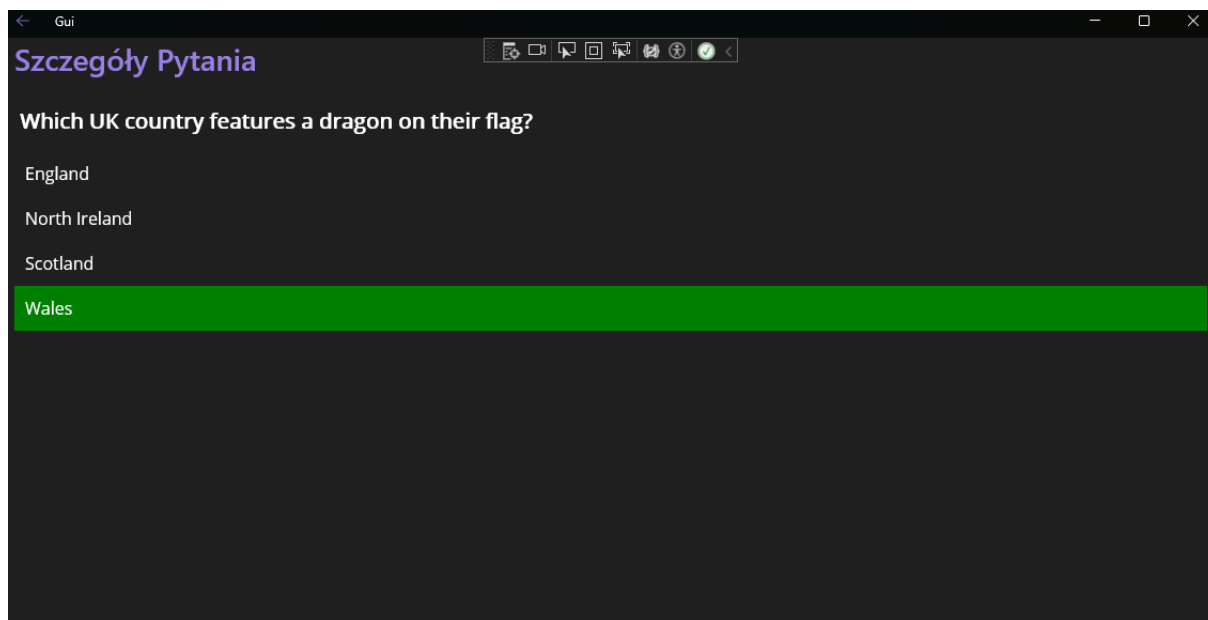 Gui
Szczegóły Pytania
Which UK country features a dragon on their flag?
England
North Ireland
Scotland
Wales